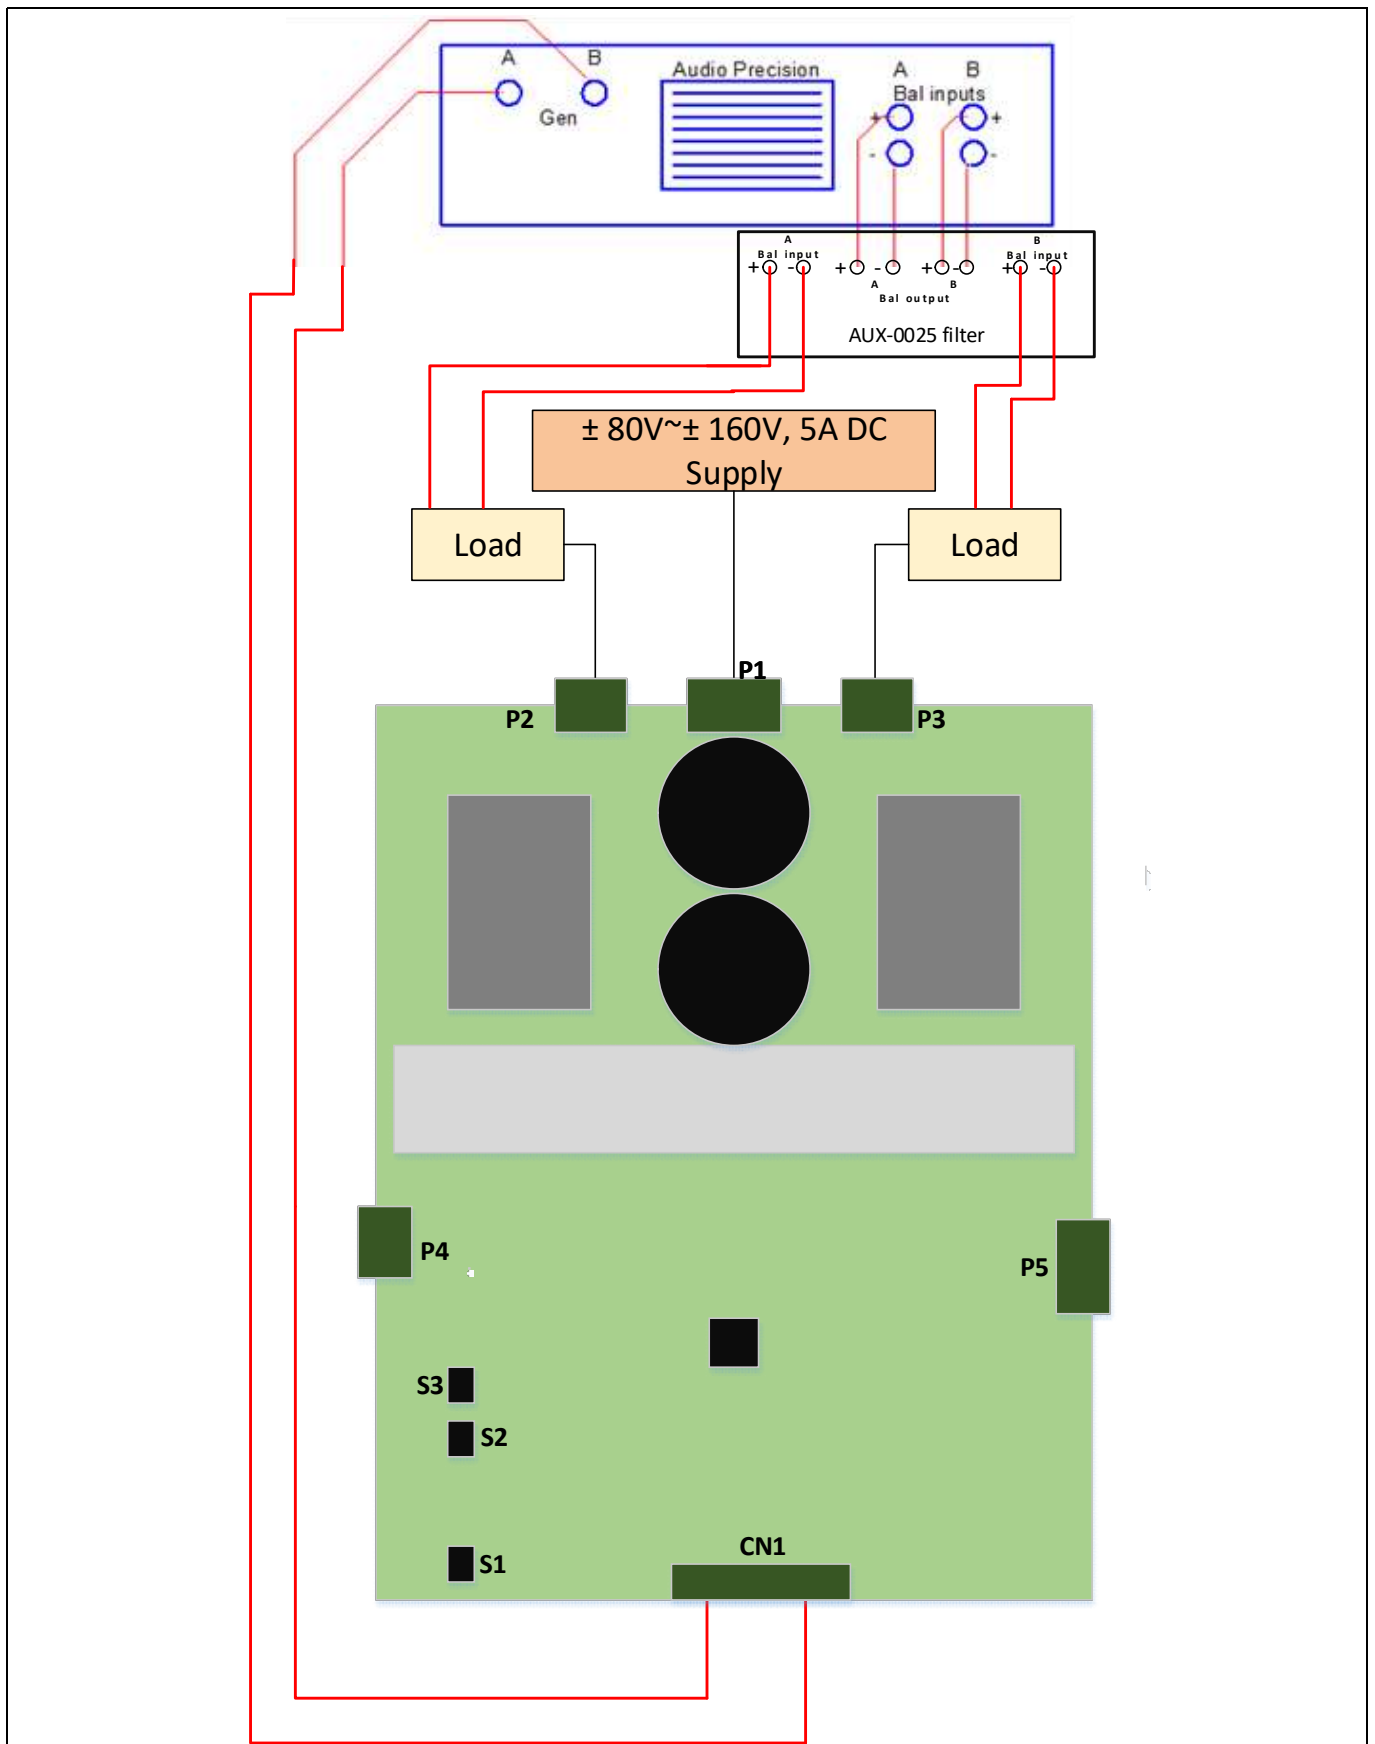 A B
Gen
Audio Precision
A B
Bal inputs
+ +
- -
A
Bal input
+ -
+ - + -
A B
Bal output
B
Bal input
+ -
AUX-0025 filter
± 80V~± 160V, 5A DC
Supply
Load
Load
P1
P2
P3
P4
P5
S3
S2
S1
CN1